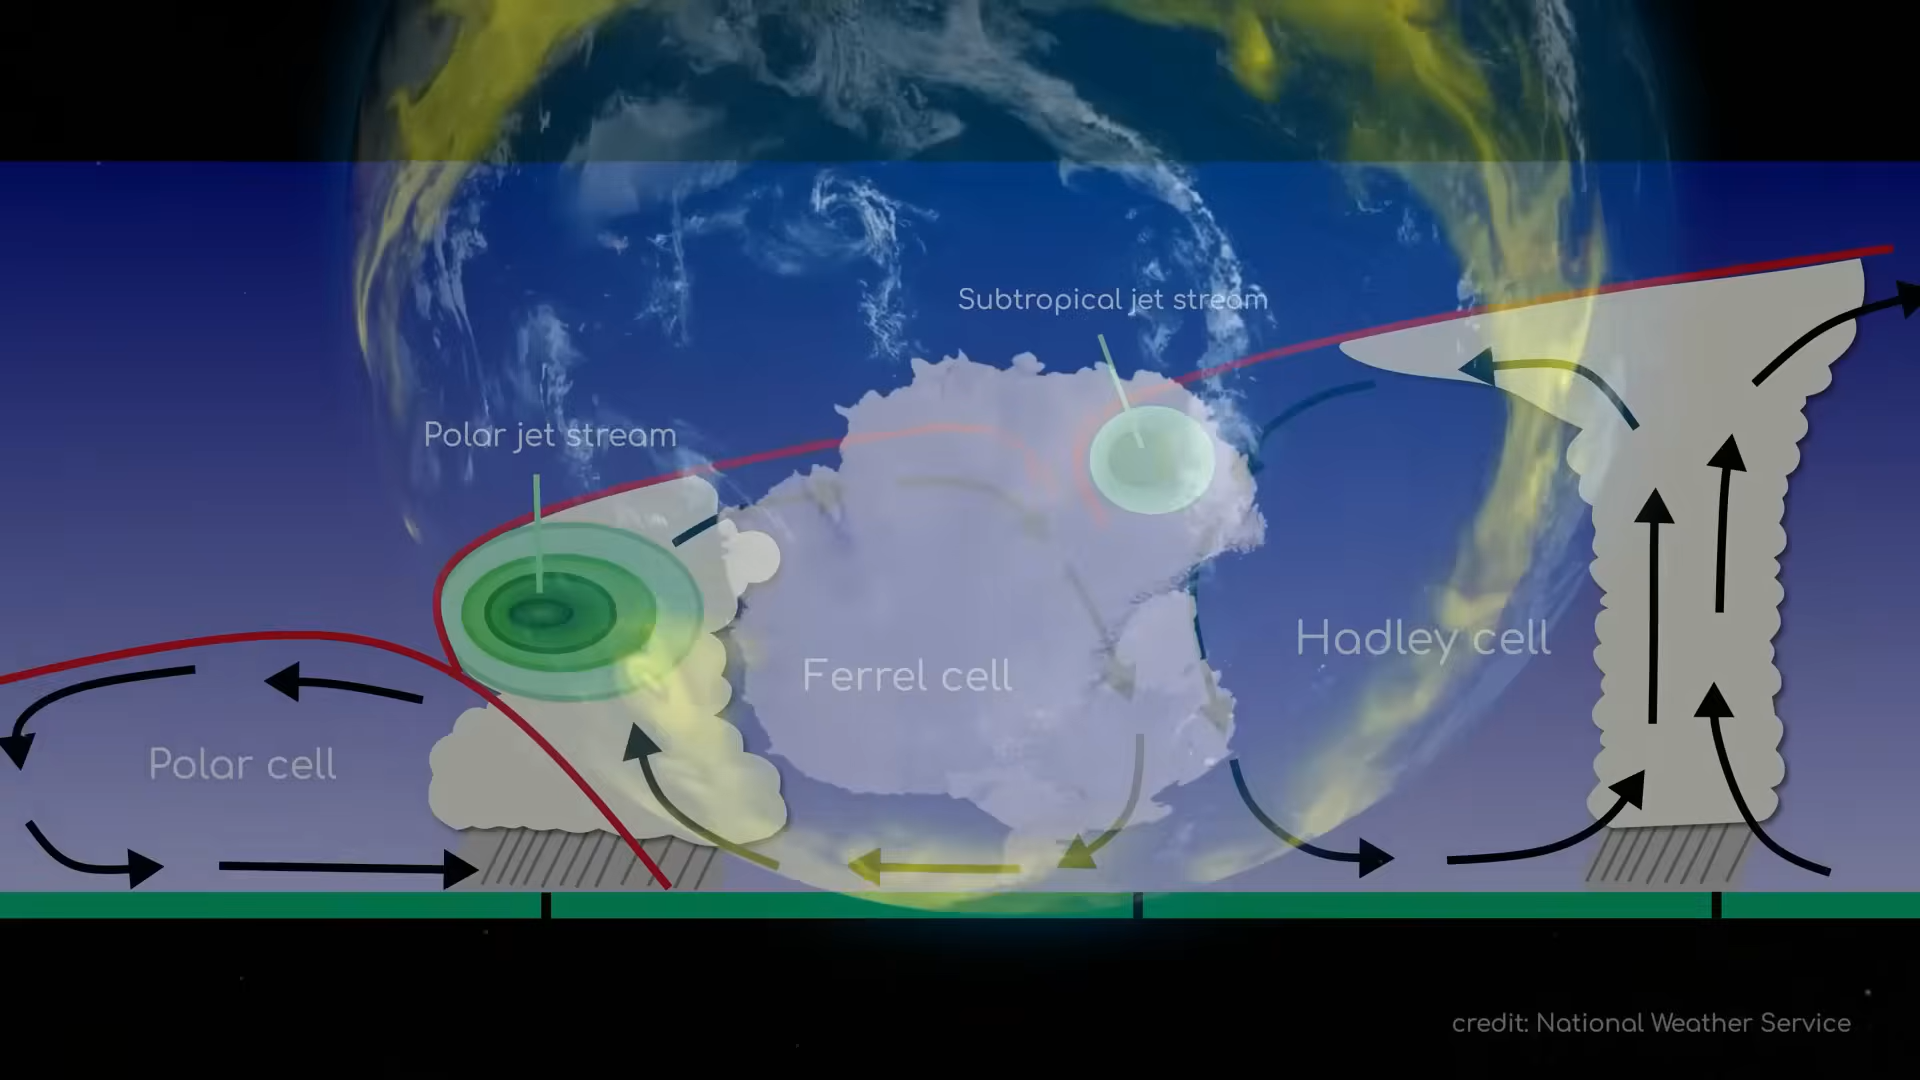 Subtropical jet stream
Polar jet stream
Hadley cell
Ferrel cell
Polar cell
credit: National Weather Service